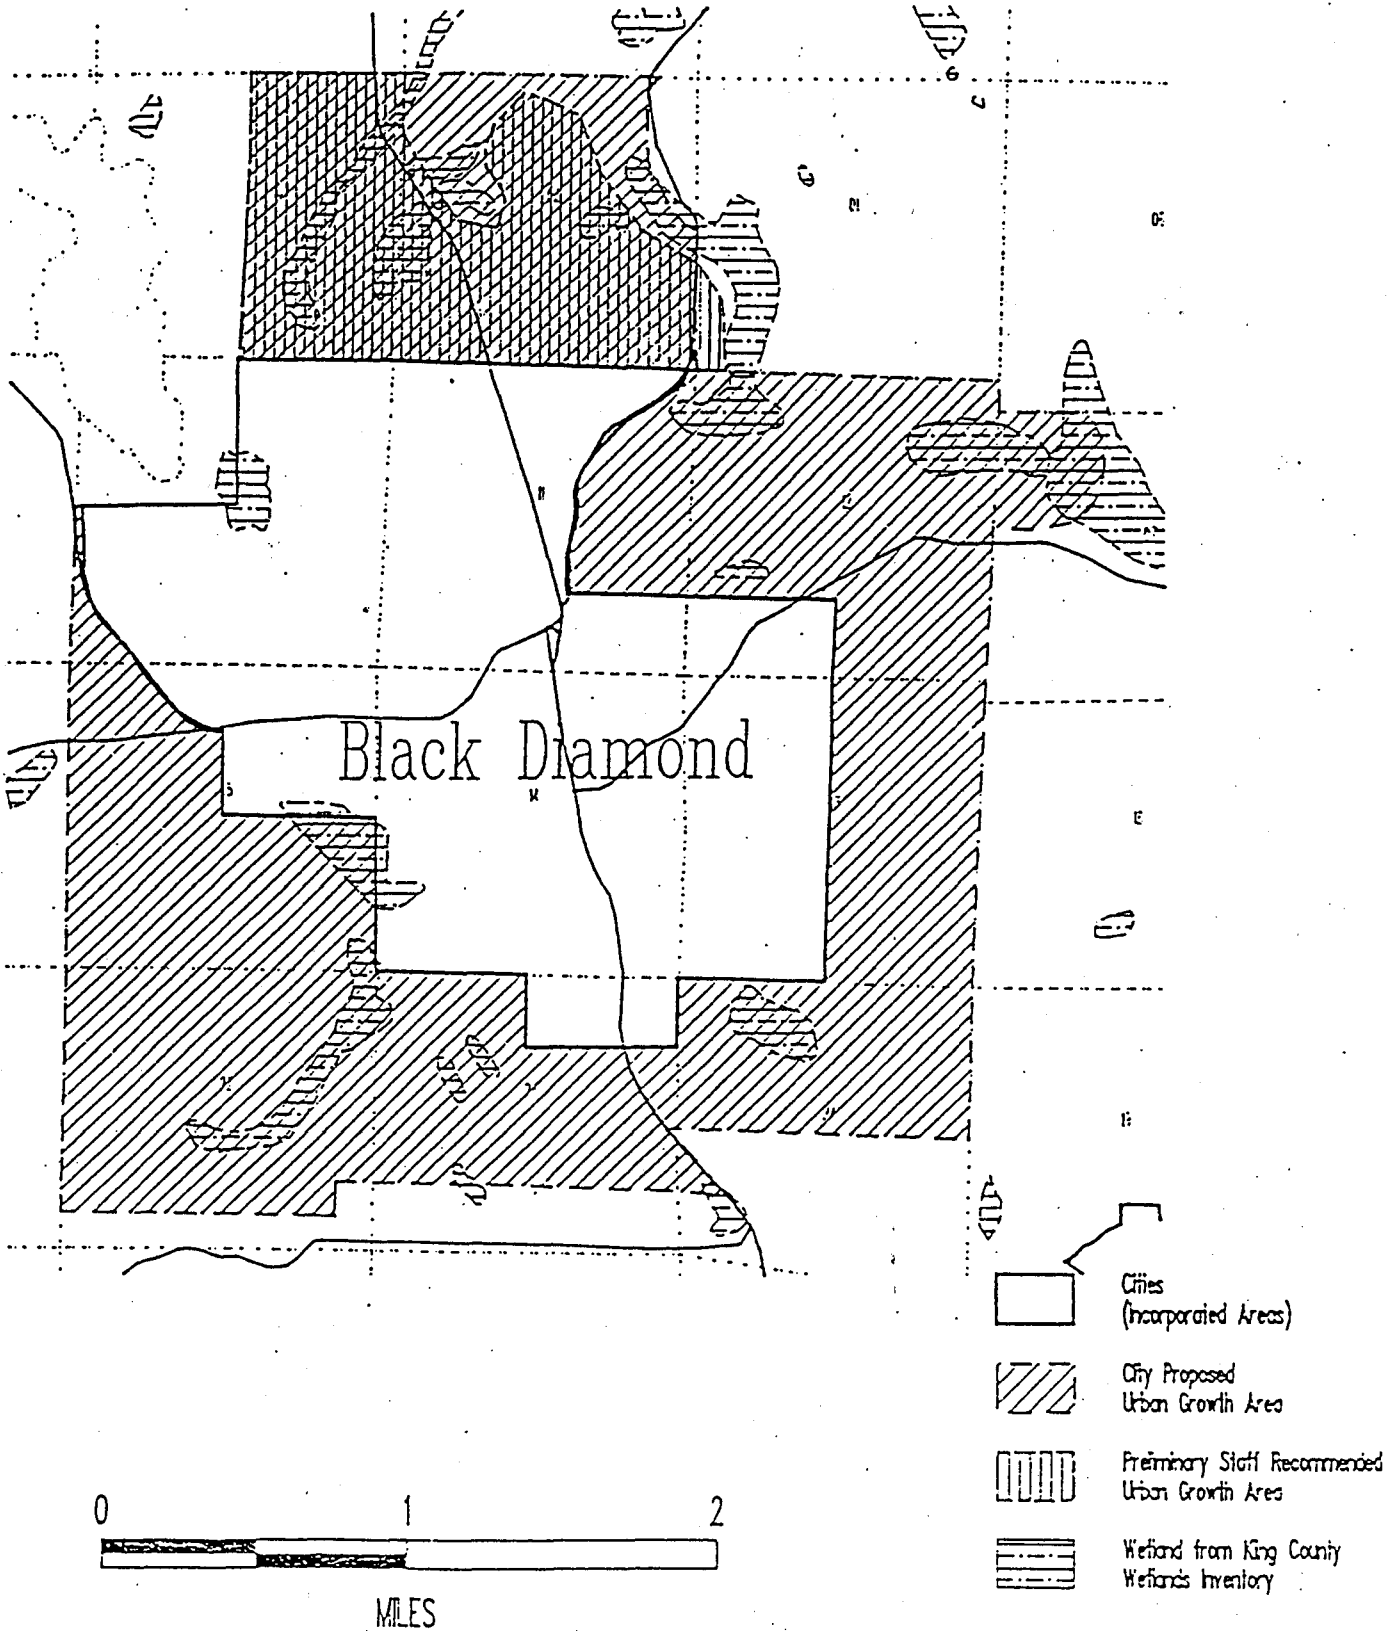 Black Diamond
Cities
(Incorporated Areas)
City Proposed
Urban Growth Area
Preliminary Staff Recommended
Urban Growth Area
Wetland from King County
Wetlands Inventory
0 1 2
MILES